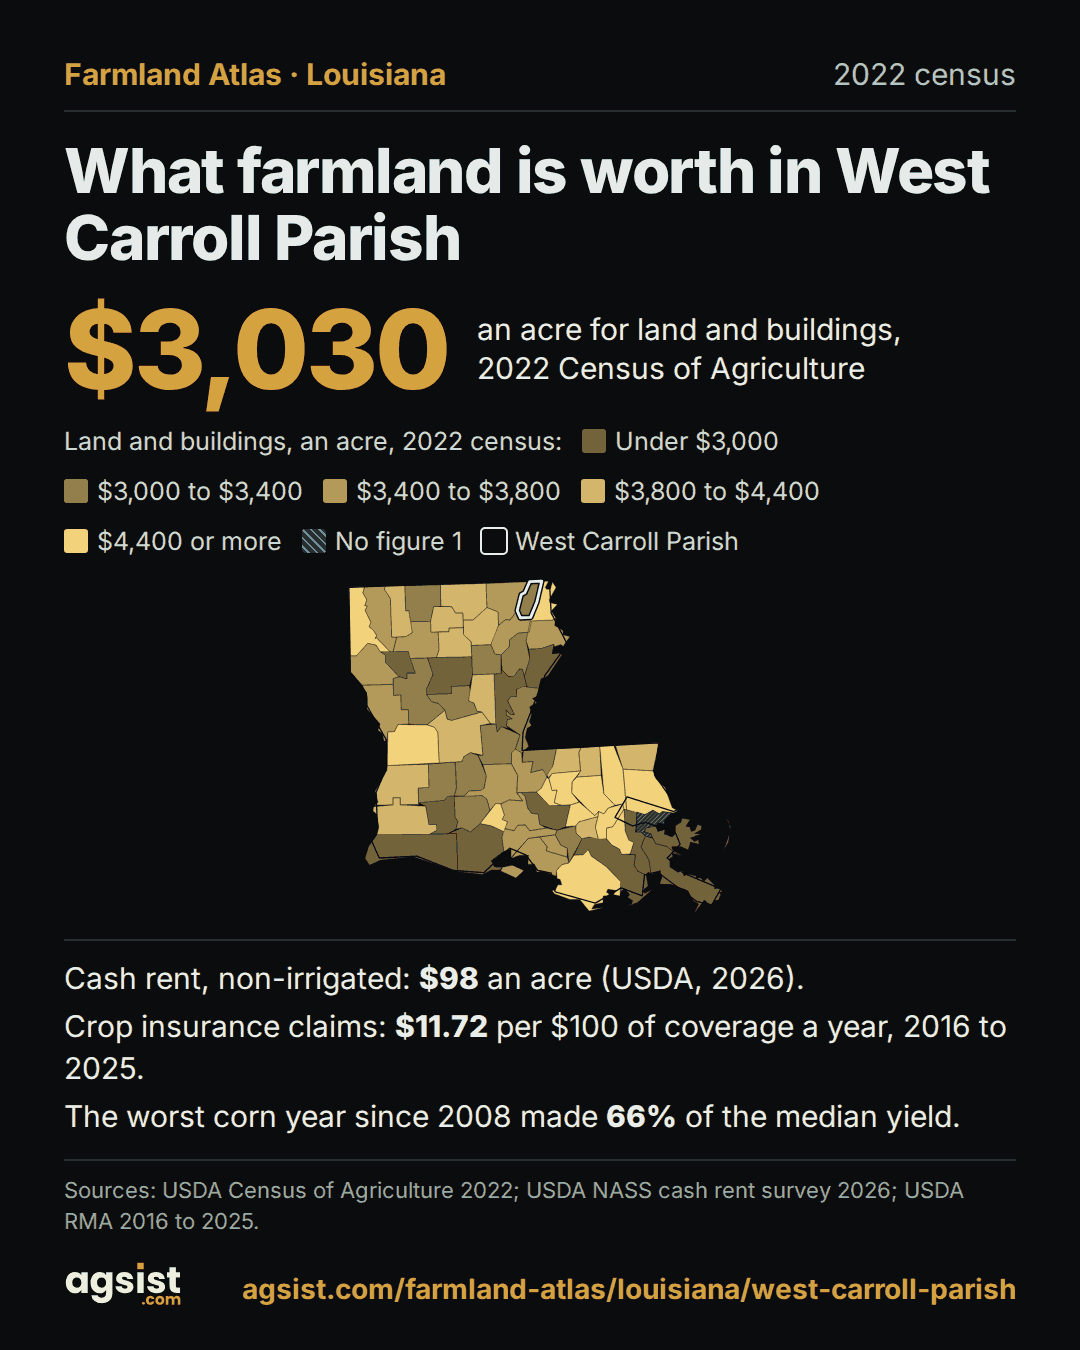 Farmland Atlas · Louisiana
2022 census
What farmland is worth in West
Carroll Parish
$3,030
an acre for land and buildings,
2022 Census of Agriculture
Land and buildings, an acre, 2022 census: Under $3,000
$3,000 to $3,400 $3,400 to $3,800 $3,800 to $4,400
$4,400 or more No figure 1 West Carroll Parish
Cash rent, non-irrigated: $98 an acre (USDA, 2026).
Crop insurance claims: $11.72 per $100 of coverage a year, 2016 to
2025.
The worst corn year since 2008 made 66% of the median yield.
Sources: USDA Census of Agriculture 2022; USDA NASS cash rent survey 2026; USDA
RMA 2016 to 2025.
agsist
.com
agsist.com/farmland-atlas/louisiana/west-carroll-parish